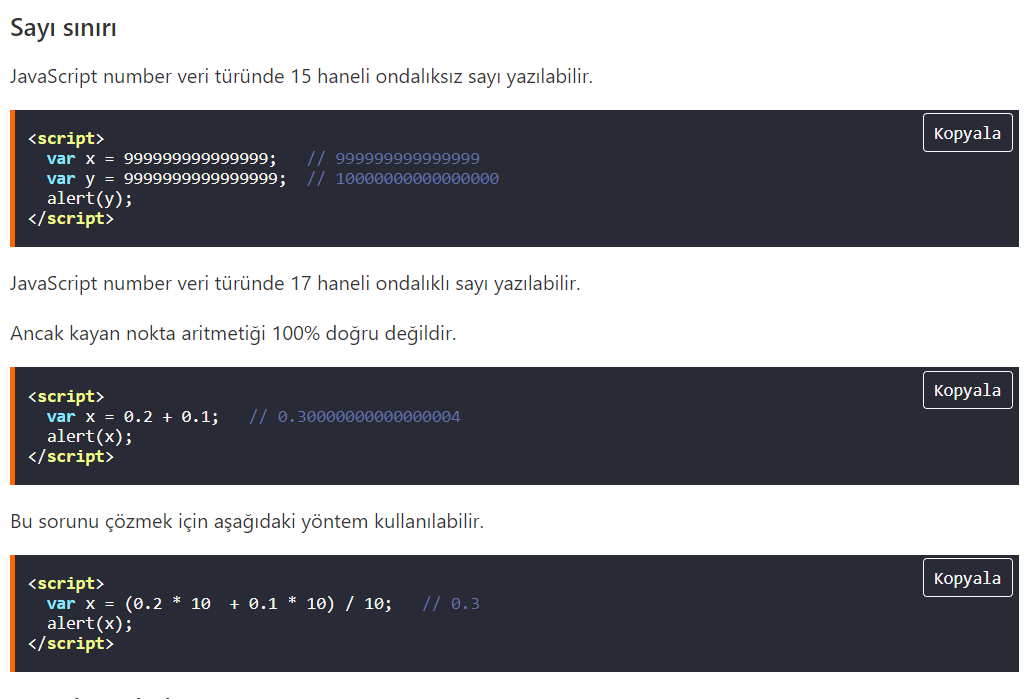 Sayı sınırı
JavaScript number veri türünde 15 haneli ondalıksız sayı yazılabilir.
Kopyala
<script>
var x = 999999999999999;   // 999999999999999
var y = 9999999999999999;  // 10000000000000000
alert(y);
</script>
JavaScript number veri türünde 17 haneli ondalıklı sayı yazılabilir.
Ancak kayan nokta aritmetiği 100% doğru değildir.
Kopyala
<script>
var x = 0.2 + 0.1;   // 0.30000000000000004
alert(x);
</script>
Bu sorunu çözmek için aşağıdaki yöntem kullanılabilir.
Kopyala
<script>
var x = (0.2 * 10  + 0.1 * 10) / 10;   // 0.3
alert(x);
</script>